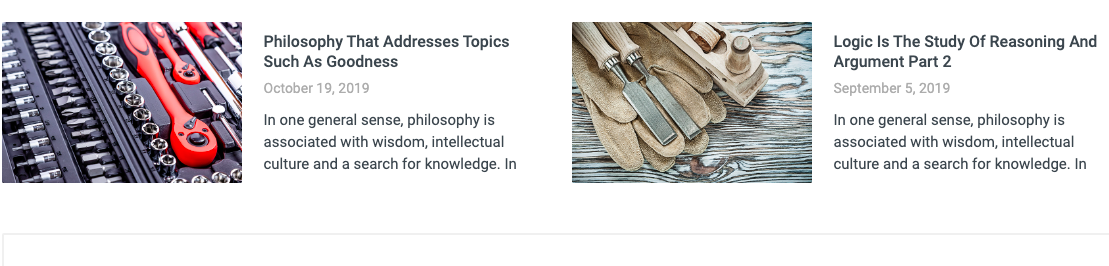 Philosophy That Addresses Topics
Such As Goodness
October 19, 2019
In one general sense, philosophy is
associated with wisdom, intellectual
culture and a search for knowledge. In
Logic Is The Study Of Reasoning And
Argument Part 2
September 5, 2019
In one general sense, philosophy is
associated with wisdom, intellectual
culture and a search for knowledge. In